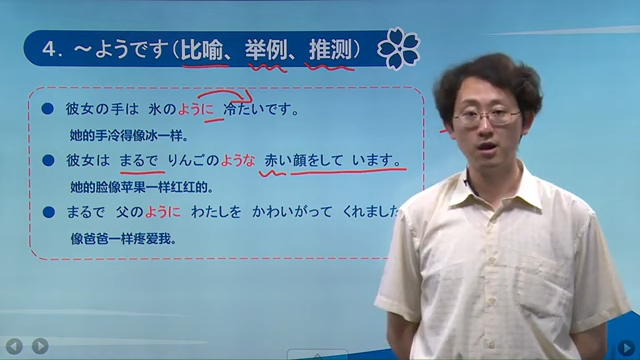 4. ～ようです(比喻、举例、推测)
● 彼女の手は 氷のように 冷たいです。
她的手冷得像冰一样。
● 彼女は まるで りんごのような 赤い顔をして います。
她的脸像苹果一样红红的。
● まるで 父のように わたしを かわいがって くれました
像爸爸一样疼爱我。